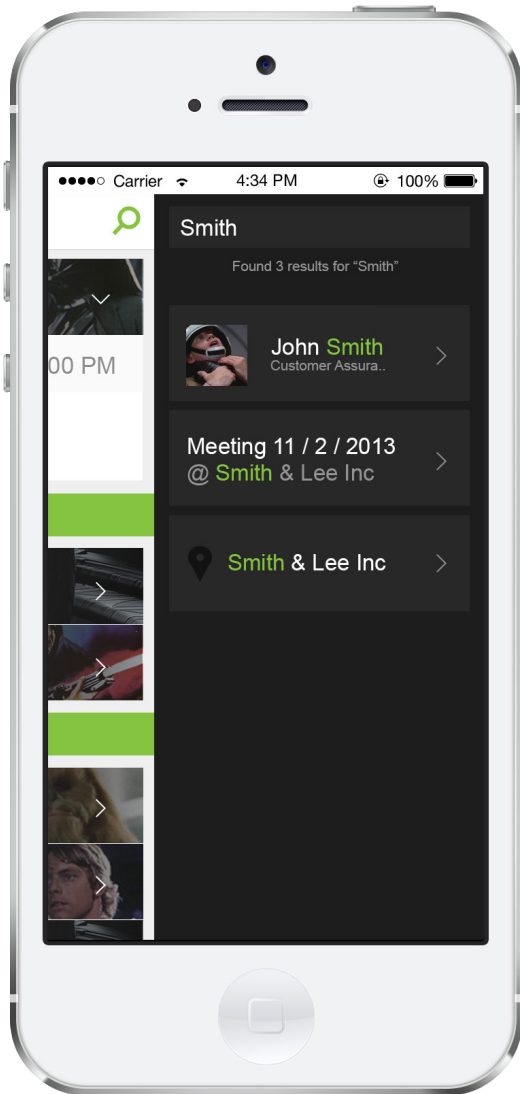 Carrier
4:34 PM
100%
Smith
Found 3 results for “Smith”
00 PM
John Smith
Customer Assura..
Meeting 11 / 2 / 2013
@ Smith & Lee Inc
Smith & Lee Inc